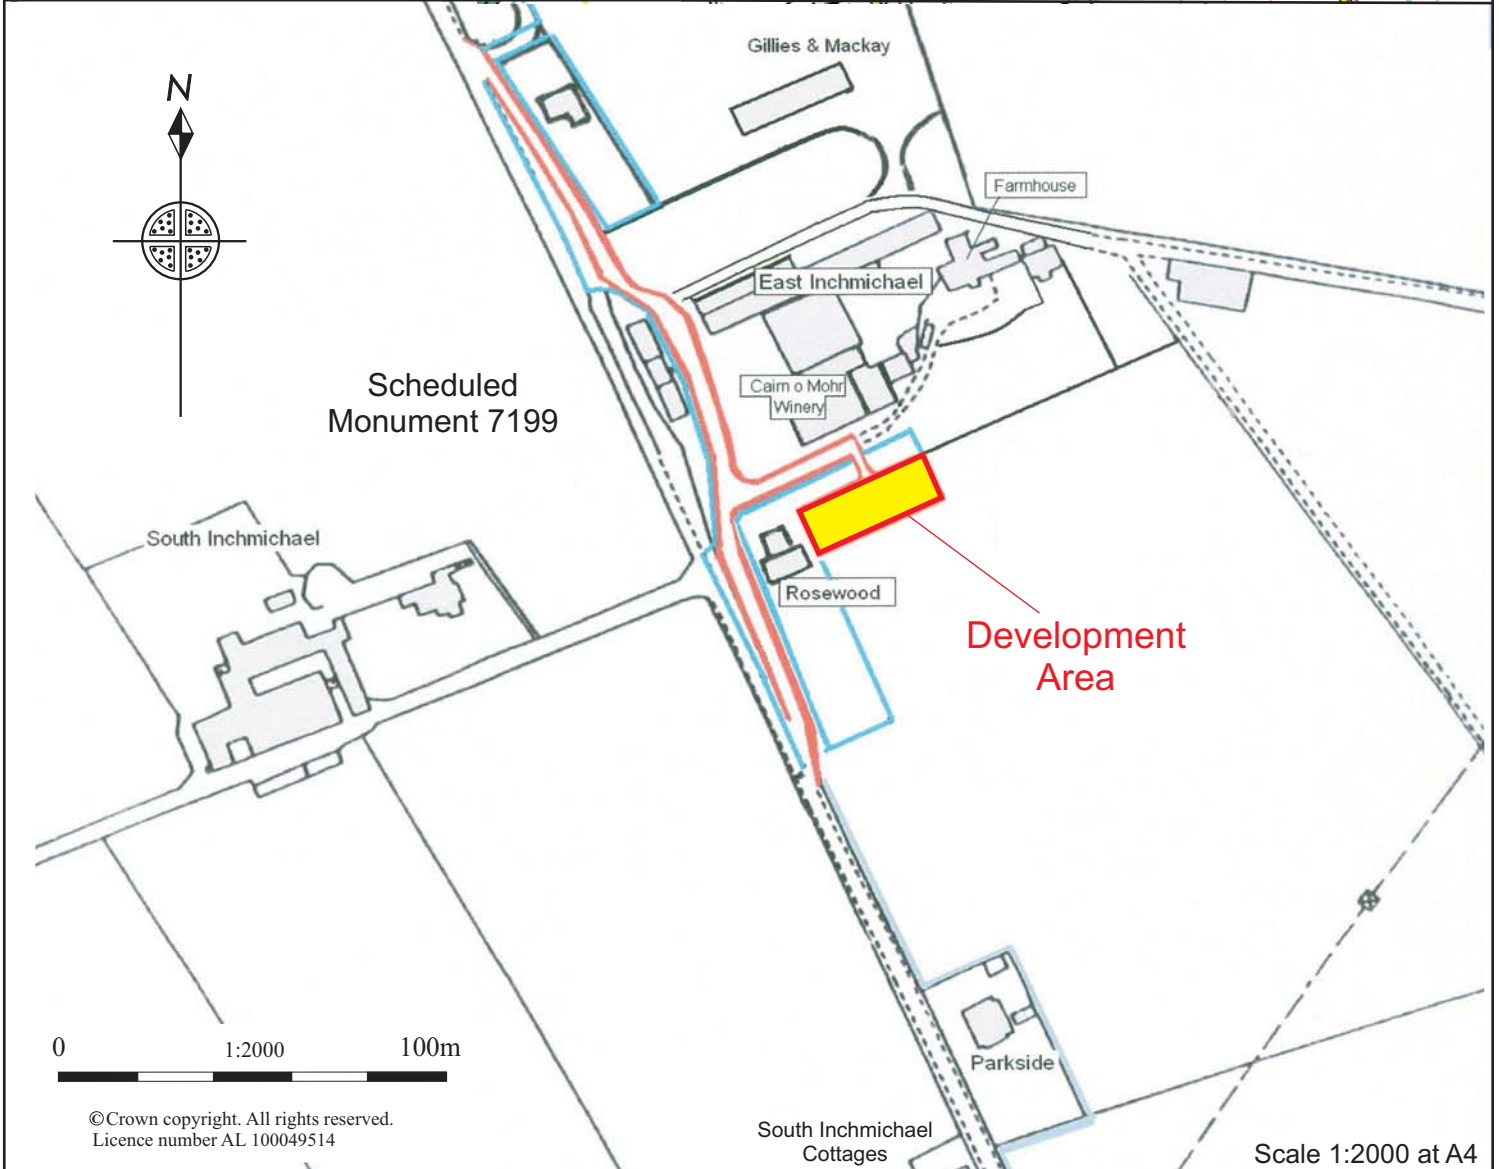 Gillies & Mackay
N
Farmhouse
East Inchmichael
Scheduled
Monument 7199
Cairn o Mohr
Winery
South Inchmichael
Rosewood
Development
Area
0 1:2000 100m
Parkside
©Crown copyright. All rights reserved.
Licence number AL 100049514
South Inchmichael
Cottages
Scale 1:2000 at A4